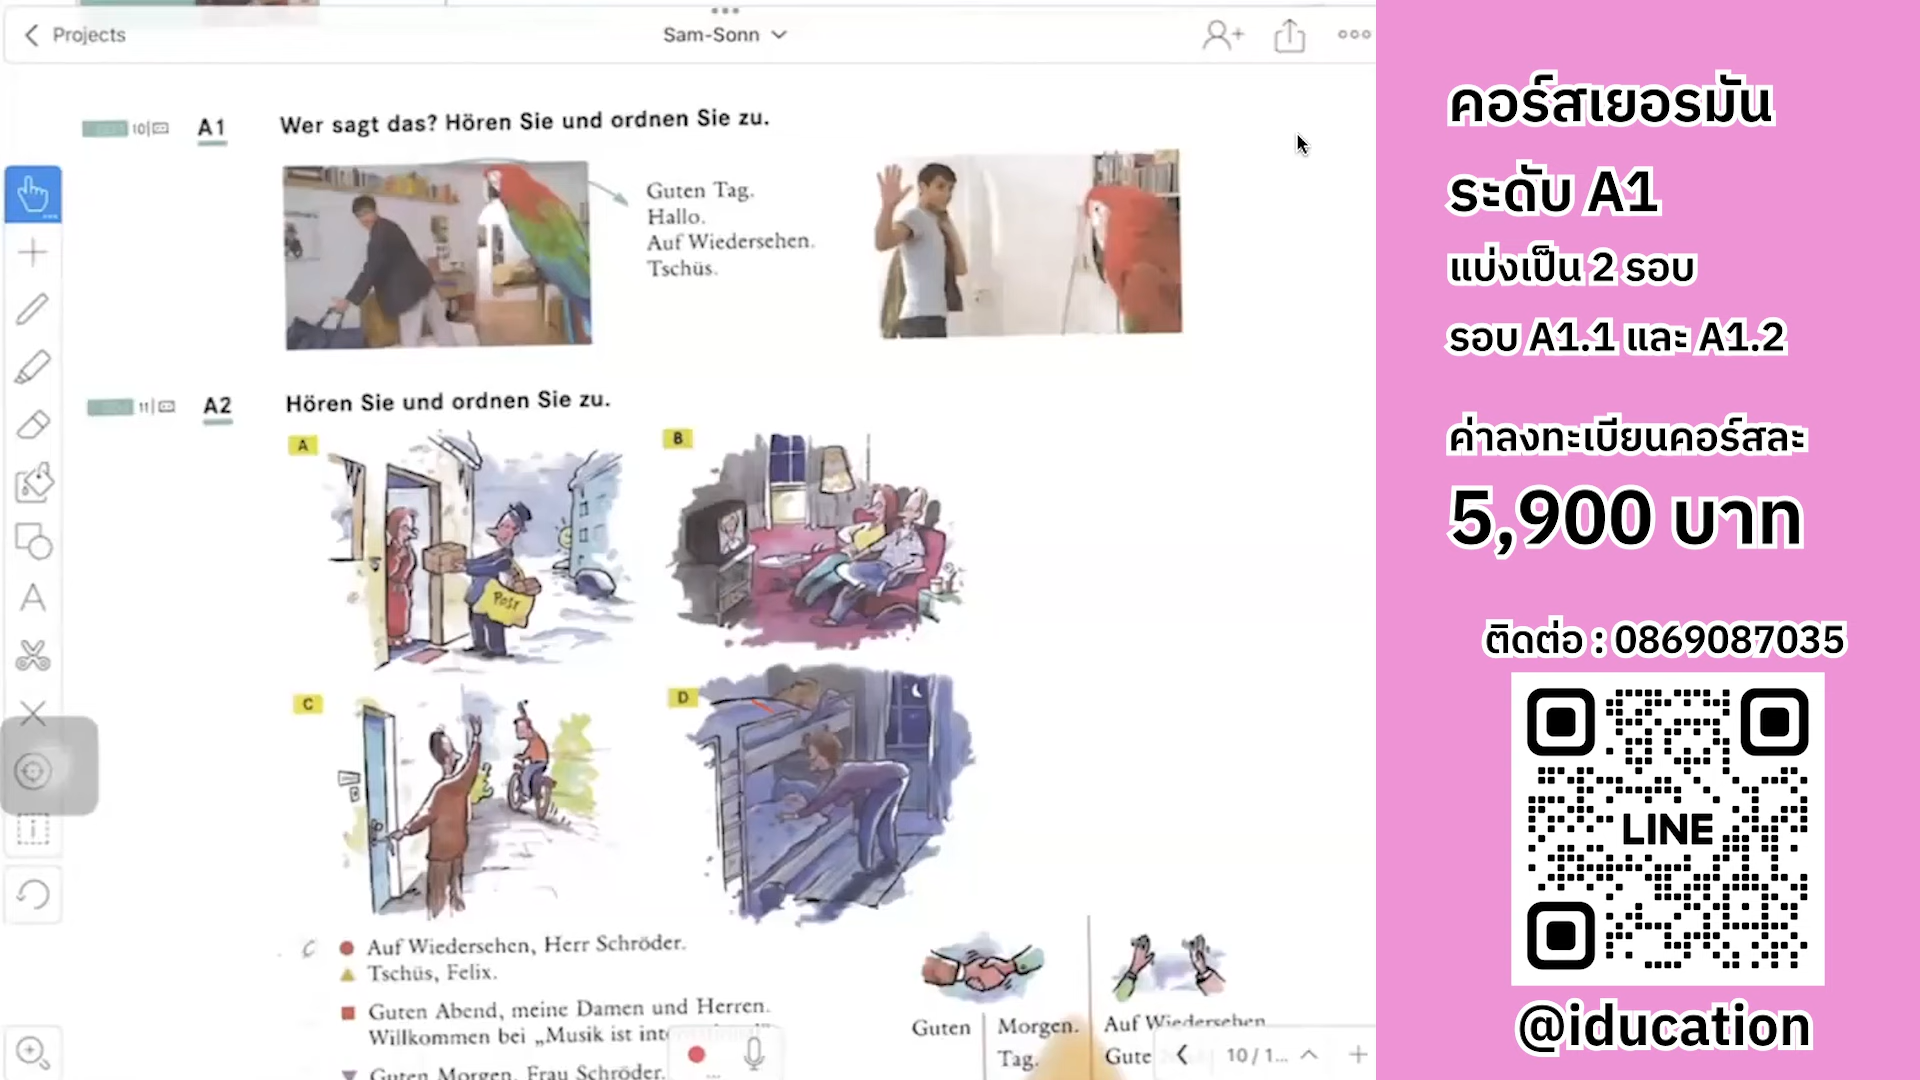 Projects
Sam-Sonn
10
A1
Wer sagt das? Hören Sie und ordnen Sie zu.
Guten Tag.
Hallo.
Auf Wiedersehen.
Tschüs.
11
A2
Hören Sie und ordnen Sie zu.
A
B
POST
C
D
C
Auf Wiedersehen, Herr Schröder.
Tschüs, Felix.
Guten Abend, meine Damen und Herren.
Willkommen bei „Musik ist
Guten Morgen, Frau Schröder.
Guten
Morgen.
Tag.
Auf Wiedersehen
Gute
10 / 1...
คอร์สเยอรมัน
ระดับ A1
แบ่งเป็น 2 รอบ
รอบ A1.1 และ A1.2
ค่าลงทะเบียนคอร์สละ
5,900 บาท
ติดต่อ : 0869087035
LINE
@iducation